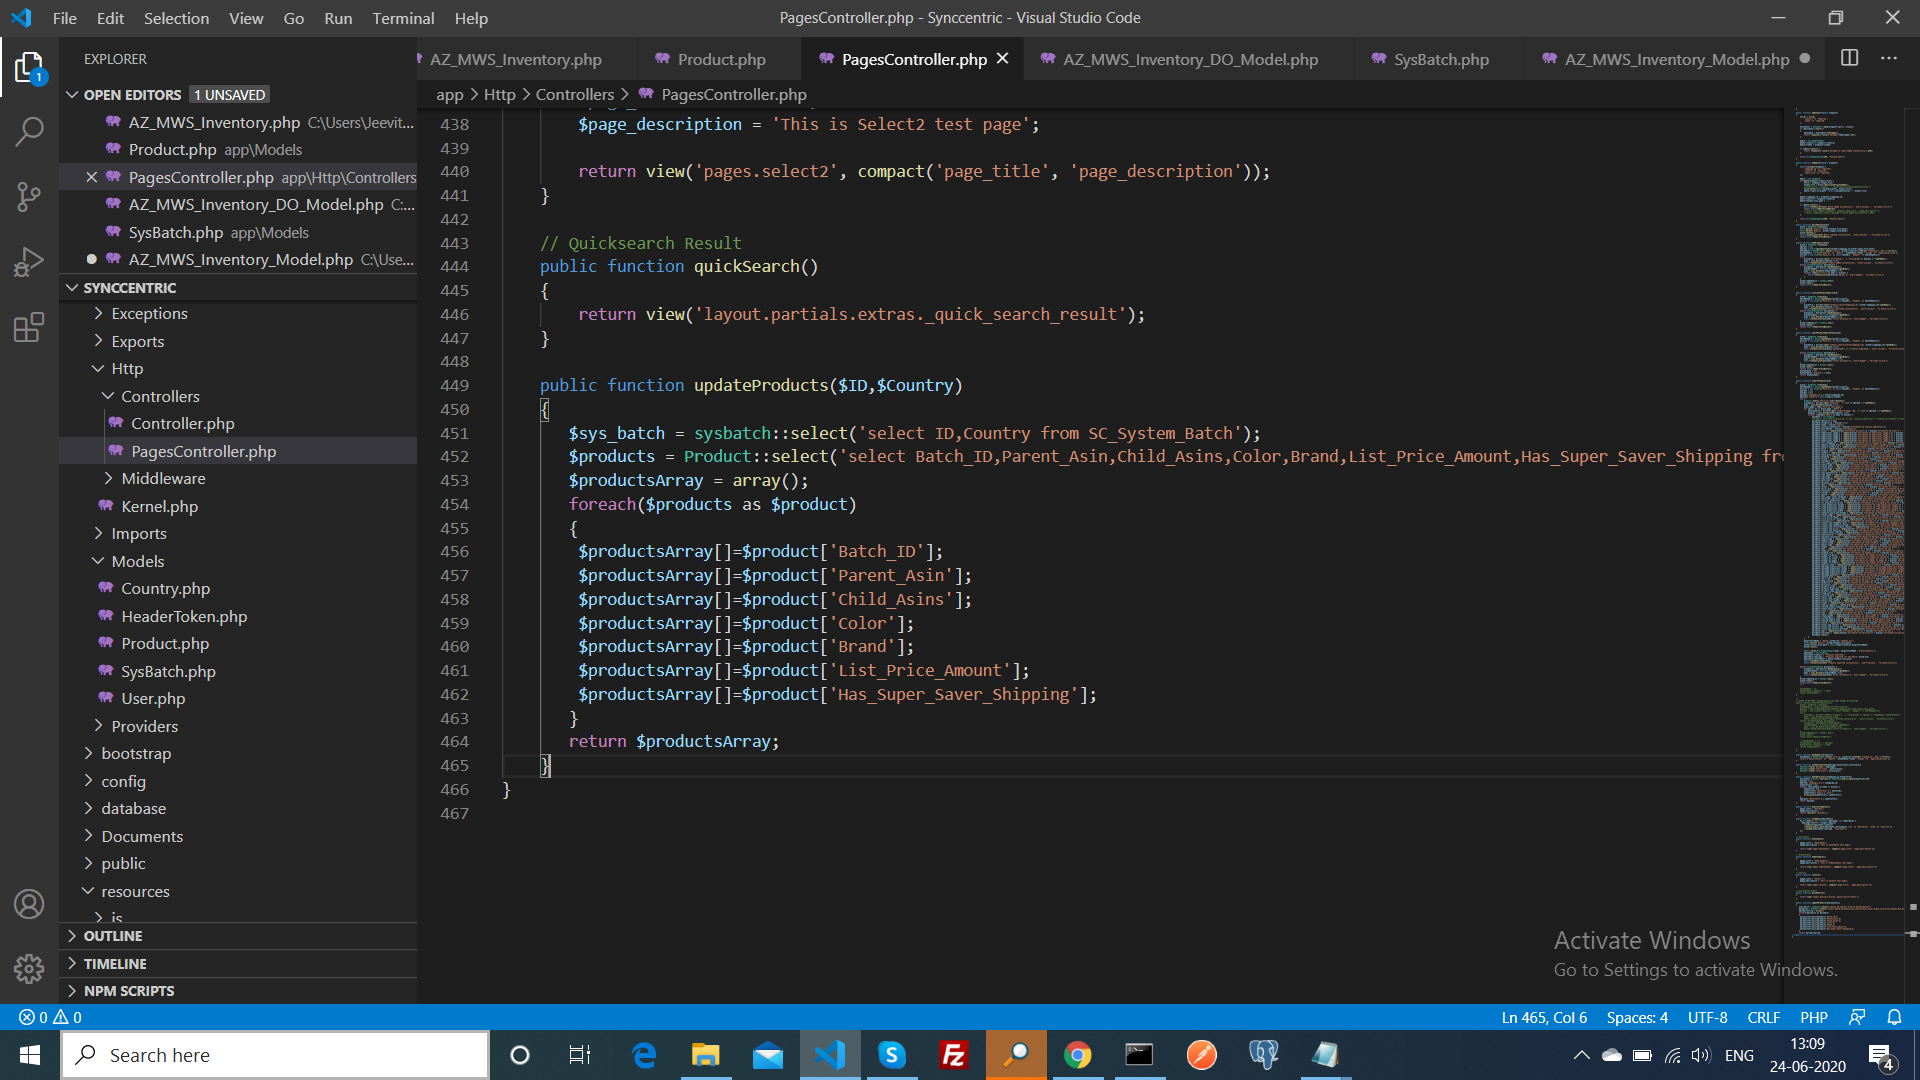 File Edit Selection View Go Run Terminal Help
PagesController.php - Synccentric - Visual Studio Code
EXPLORER
OPEN EDITORS 1 UNSAVED
AZ_MWS_Inventory.php C:\Users\Jeevit...
Product.php app\Models
PagesController.php app\Http\Controllers
AZ_MWS_Inventory_DO_Model.php C:...
SysBatch.php app\Models
AZ_MWS_Inventory_Model.php C:\Use...
SYNCCENTRIC
Exceptions
Exports
Http
Controllers
Controller.php
PagesController.php
Middleware
Kernel.php
Imports
Models
Country.php
HeaderToken.php
Product.php
SysBatch.php
User.php
Providers
bootstrap
config
database
Documents
public
resources
js
OUTLINE
TIMELINE
NPM SCRIPTS
AZ_MWS_Inventory.php
Product.php
PagesController.php
AZ_MWS_Inventory_DO_Model.php
SysBatch.php
AZ_MWS_Inventory_Model.php
app > Http > Controllers > PagesController.php
438 $page_description = 'This is Select2 test page';
439
440 return view('pages.select2', compact('page_title', 'page_description'));
441 }
442
443 // Quicksearch Result
444 public function quickSearch()
445 {
446 return view('layout.partials.extras._quick_search_result');
447 }
448
449 public function updateProducts($ID,$Country)
450 {
451 $sys_batch = sysbatch::select('select ID,Country from SC_System_Batch');
452 $products = Product::select('select Batch_ID,Parent_Asin,Child_Asins,Color,Brand,List_Price_Amount,Has_Super_Saver_Shipping fro
453 $productsArray = array();
454 foreach($products as $product)
455 {
456 $productsArray[]=$product['Batch_ID'];
457 $productsArray[]=$product['Parent_Asin'];
458 $productsArray[]=$product['Child_Asins'];
459 $productsArray[]=$product['Color'];
460 $productsArray[]=$product['Brand'];
461 $productsArray[]=$product['List_Price_Amount'];
462 $productsArray[]=$product['Has_Super_Saver_Shipping'];
463 }
464 return $productsArray;
465 }
466 }
467
Activate Windows
Go to Settings to activate Windows.
0 0
Ln 465, Col 6 Spaces: 4 UTF-8 CRLF PHP
Search here
ENG
13:09
24-06-2020
4